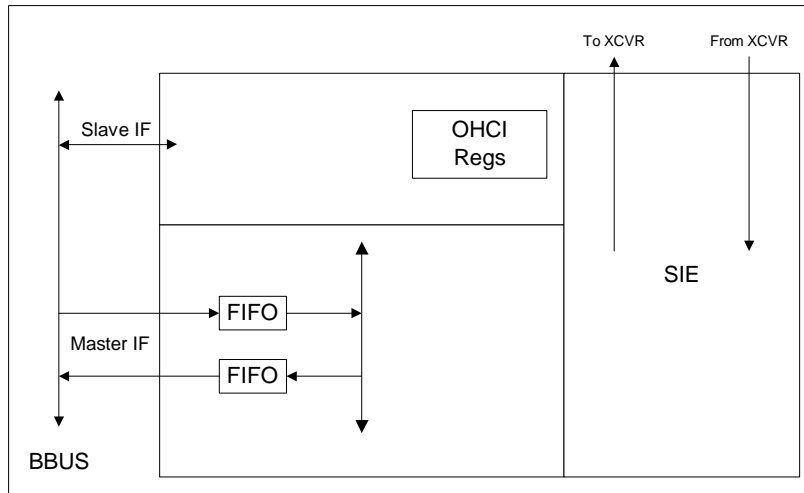 To XCVR
From XCVR
Slave IF
OHCI
Regs
SIE
FIFO
Master IF
FIFO
BBUS